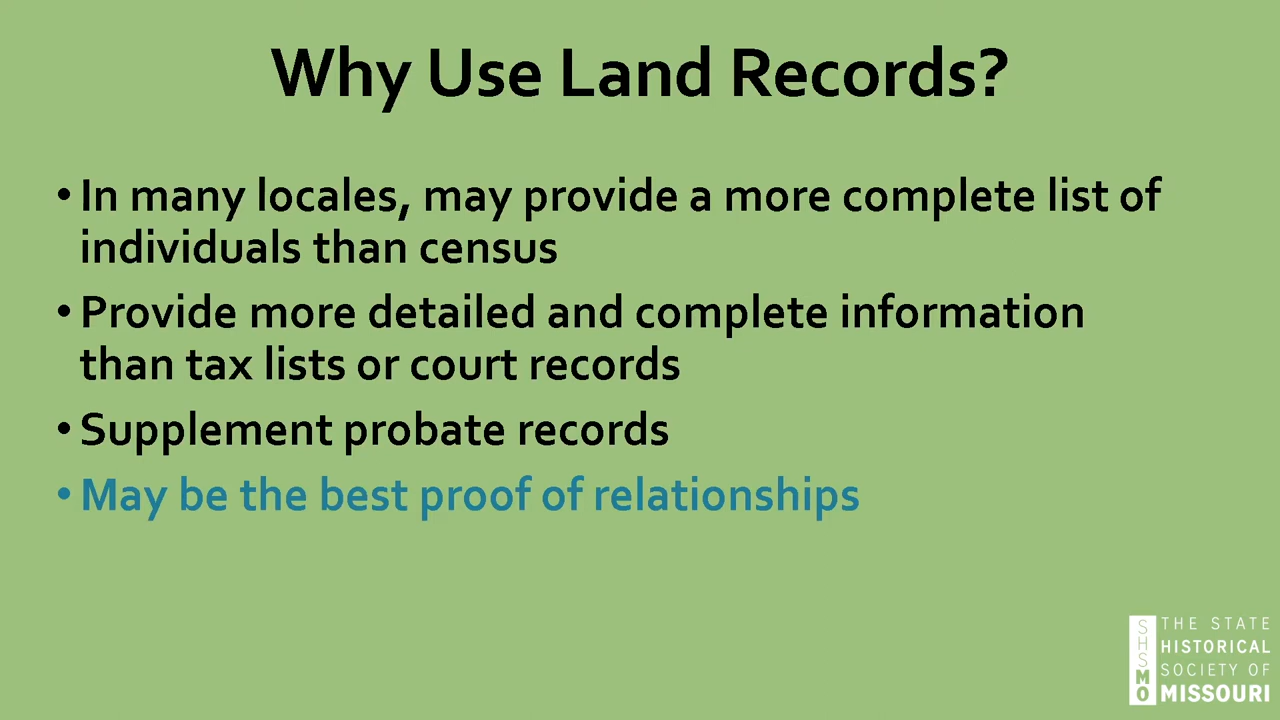 Why Use Land Records?
• In many locales, may provide a more complete list of
individuals than census
• Provide more detailed and complete information
than tax lists or court records
• Supplement probate records
• May be the best proof of relationships
SHSMO
THE STATE
HISTORICAL
SOCIETY OF
MISSOURI